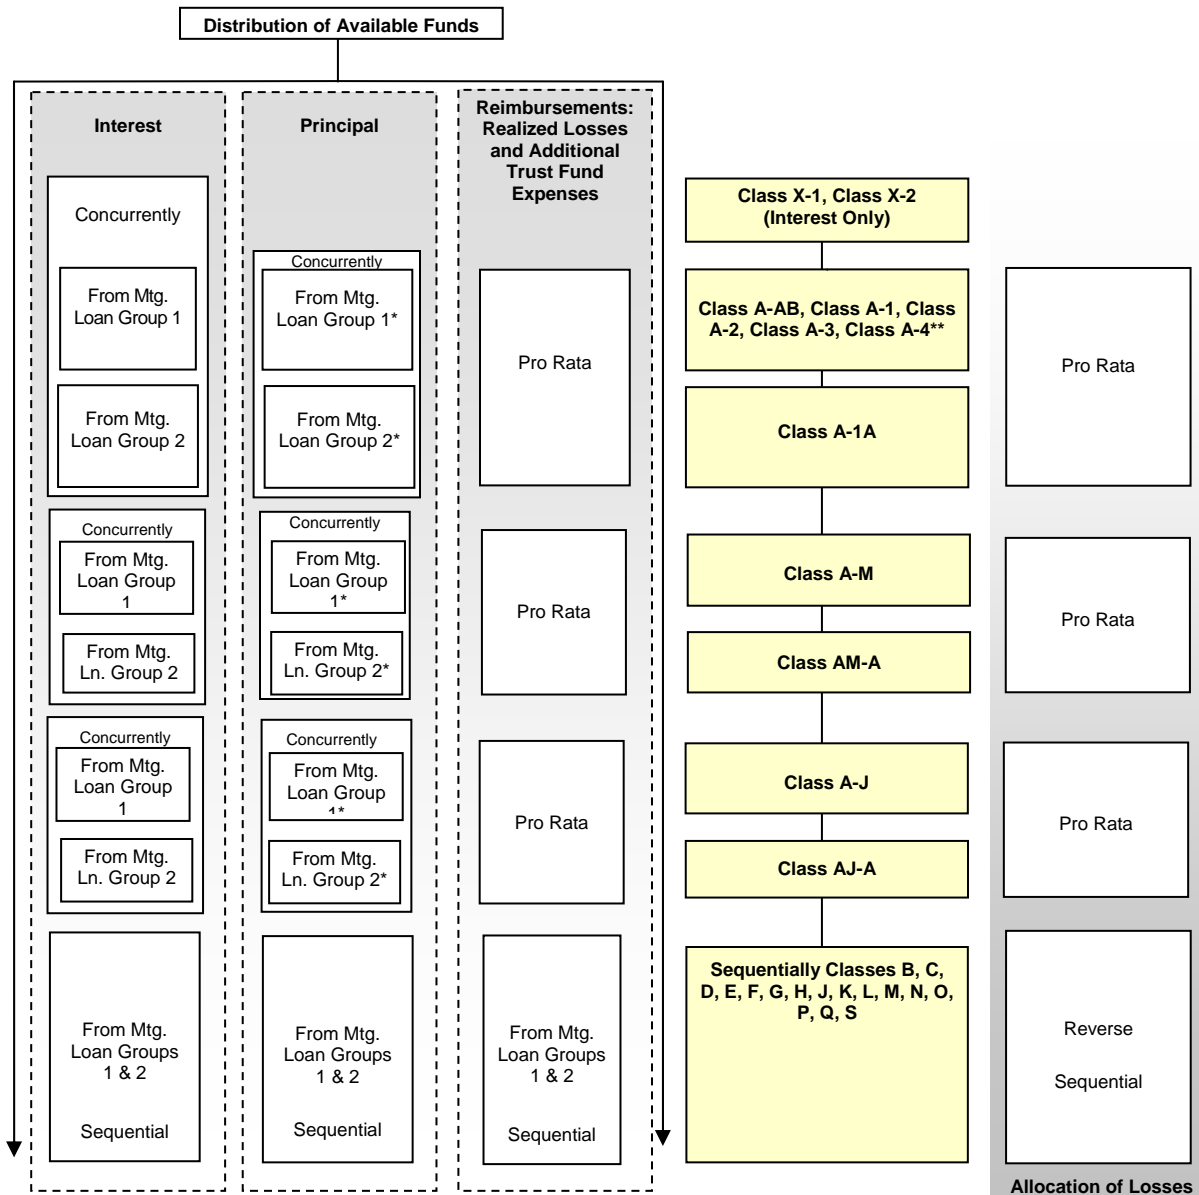 Distribution of Available Funds
Interest
Concurrently
From Mtg.
Loan Group 1
From Mtg.
Loan Group 2
Concurrently
From Mtg.
Loan Group
1
From Mtg.
Ln. Group 2
Concurrently
From Mtg.
Loan Group
1
From Mtg.
Ln. Group 2
From Mtg.
Loan Groups
1 & 2
Sequential
Principal
Concurrently
From Mtg.
Loan Group 1*
From Mtg.
Loan Group 2*
Concurrently
From Mtg.
Loan Group
1*
From Mtg.
Ln. Group 2*
Concurrently
From Mtg.
Loan Group
1*
From Mtg.
Ln. Group 2*
From Mtg.
Loan Groups
1 & 2
Sequential
Reimbursements:
Realized Losses
and Additional
Trust Fund
Expenses
Pro Rata
Pro Rata
Pro Rata
From Mtg.
Loan Groups
1 & 2
Sequential
Class X-1, Class X-2
(Interest Only)
Class A-AB, Class A-1, Class
A-2, Class A-3, Class A-4**
Class A-1A
Class A-M
Class AM-A
Class A-J
Class AJ-A
Sequentially Classes B, C,
D, E, F, G, H, J, K, L, M, N, O,
P, Q, S
Pro Rata
Pro Rata
Pro Rata
Reverse
Sequential
Allocation of Losses